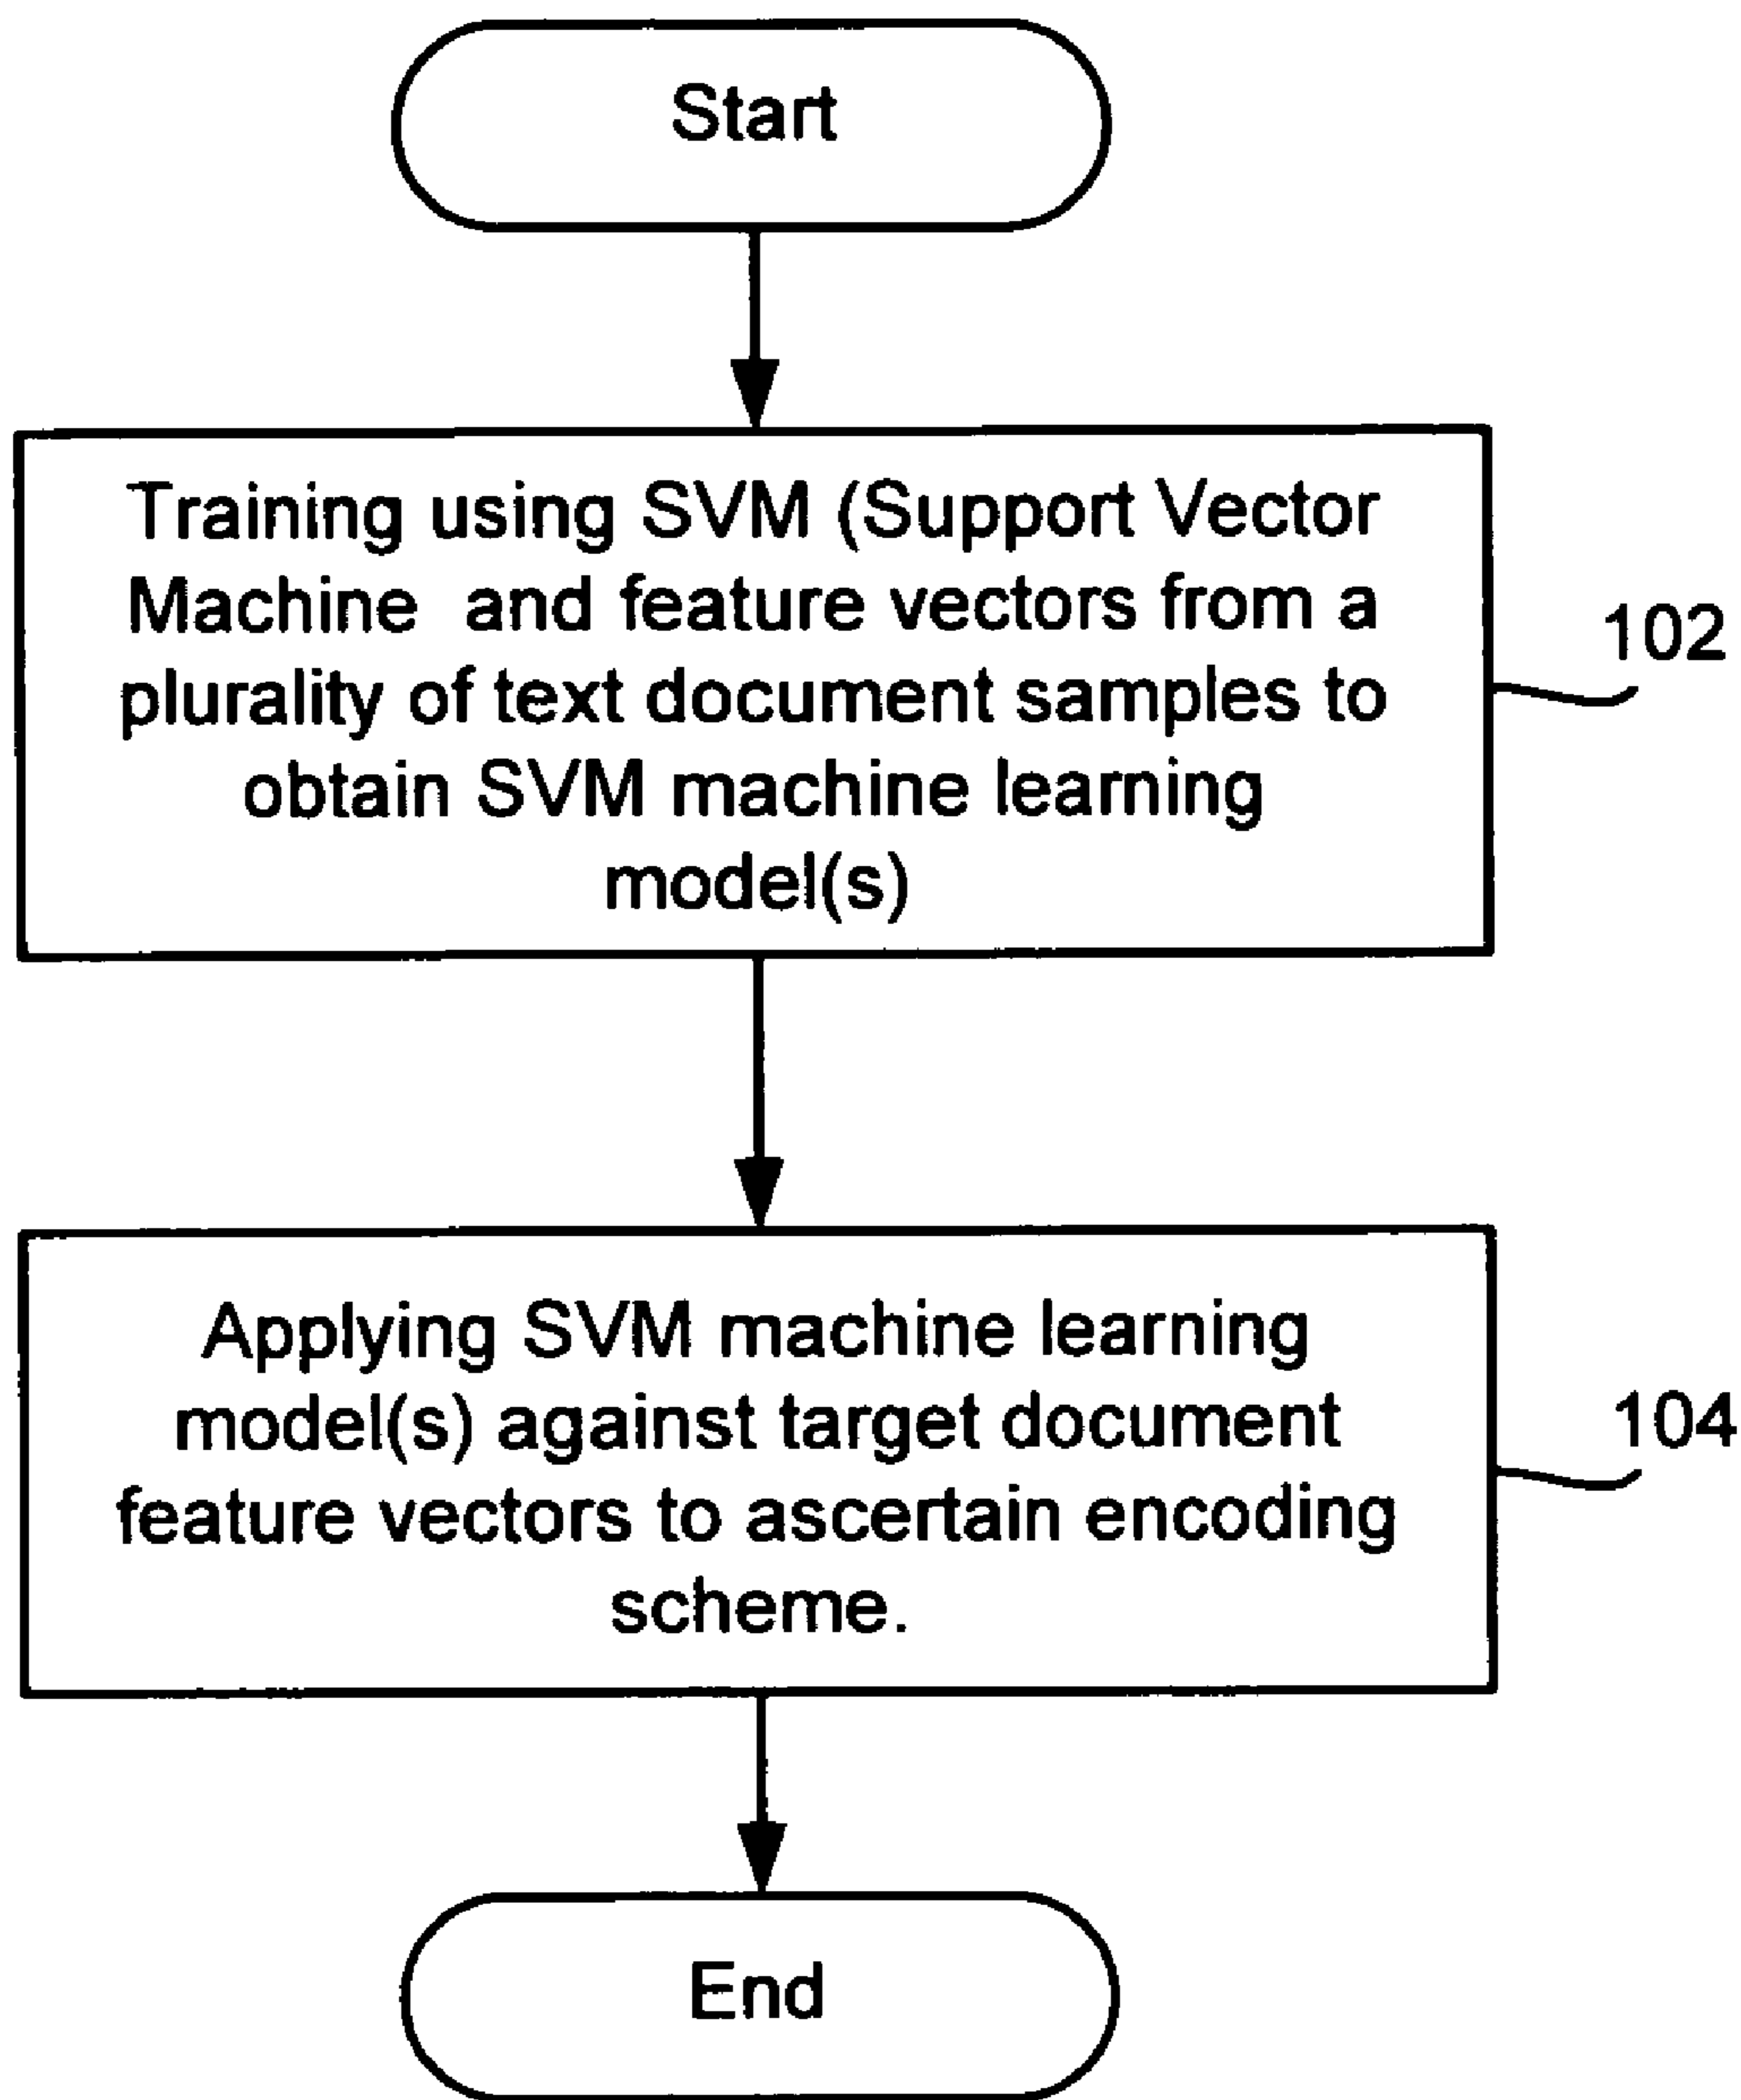 Start
Training using SVM (Support Vector
Machine and feature vectors from a
plurality of text document samples to
obtain SVM machine learning
model(s)
102
Applying SVM machine learning
model(s) against target document
feature vectors to ascertain encoding
scheme.
104
End